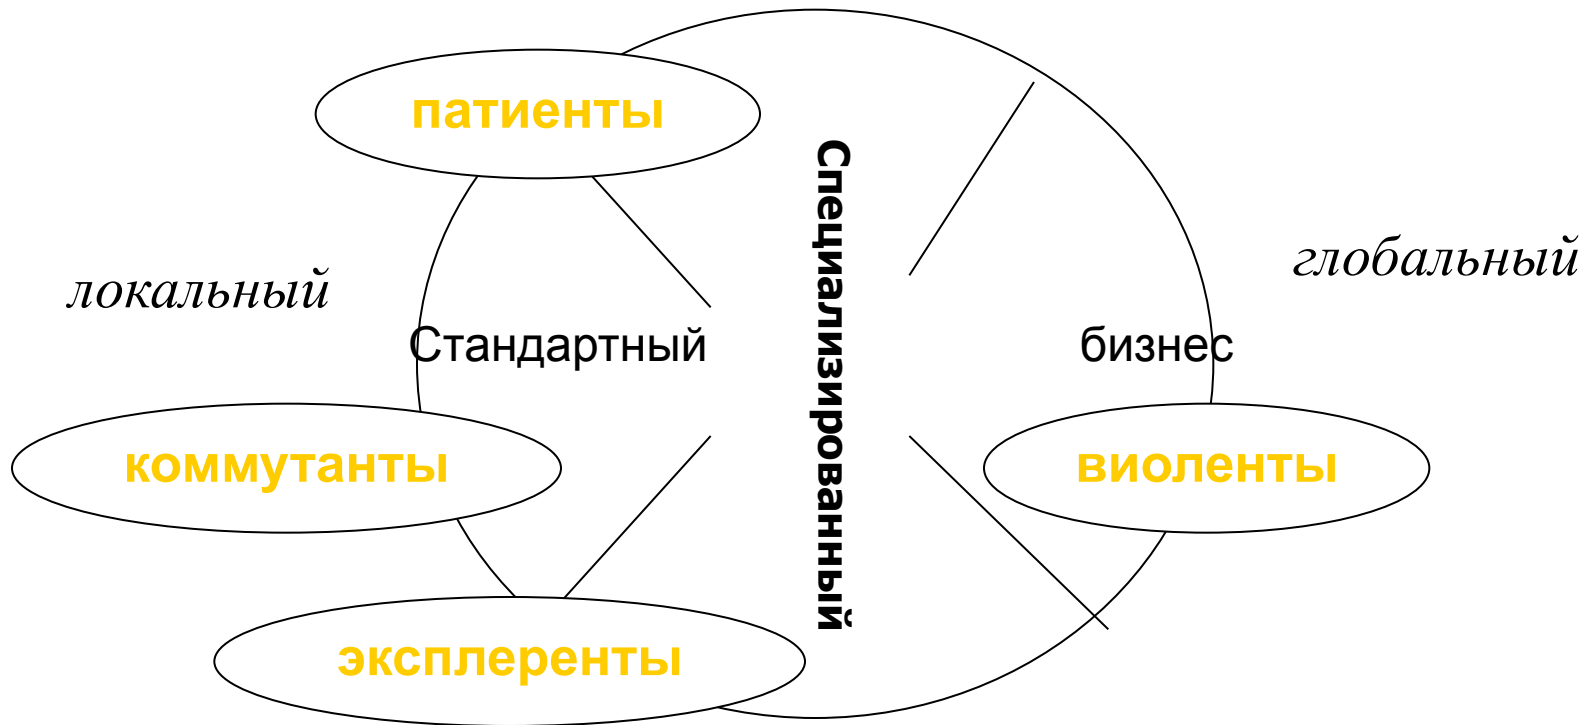 патиенты
Специализированный
локальный
глобальный
Стандартный
бизнес
коммутанты
виоленты
эксплеренты